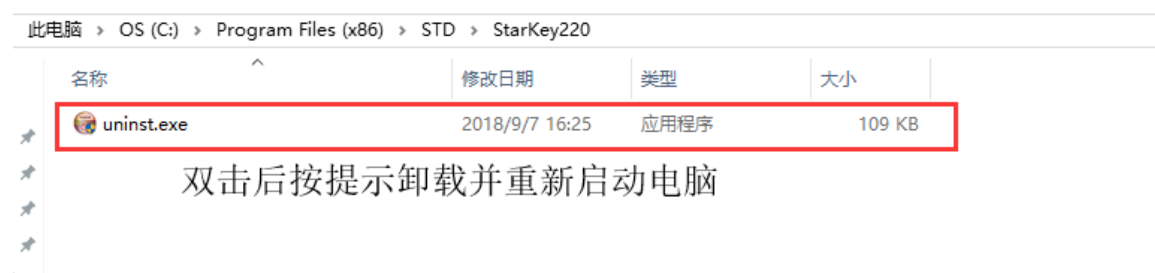 此电脑 > OS (C:) > Program Files (x86) > STD > StarKey220
名称 修改日期 类型 大小
uninst.exe 2018/9/7 16:25 应用程序 109 KB
双击后按提示卸载并重新启动电脑